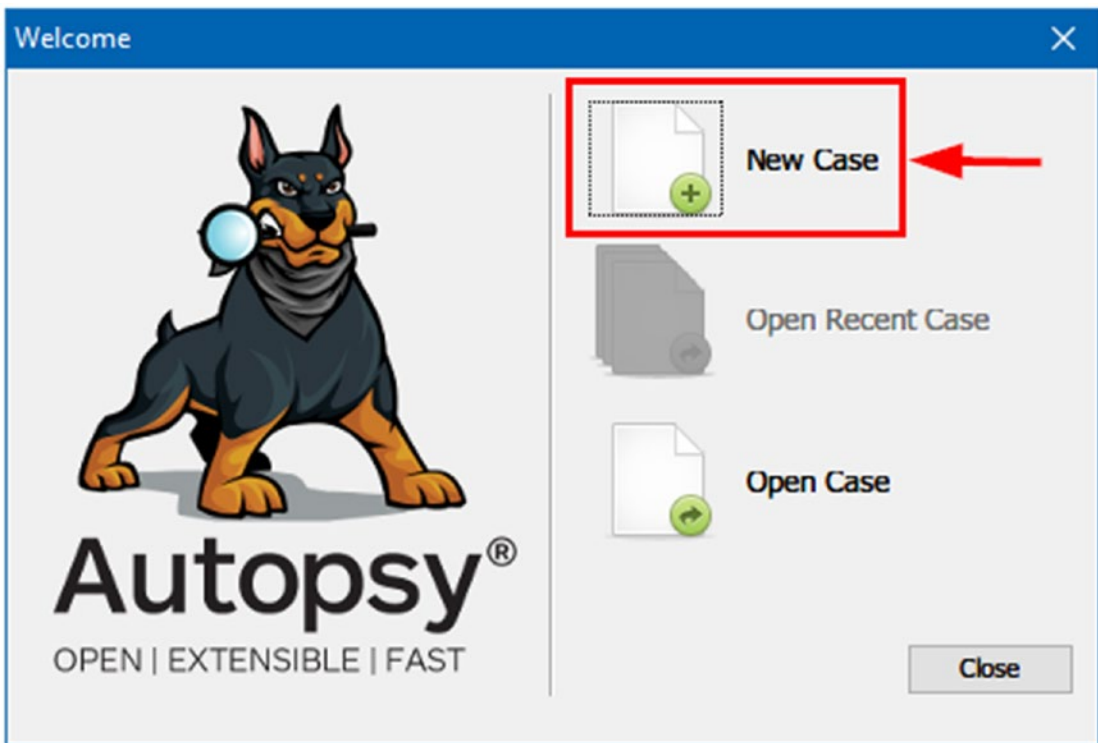 Welcome
New Case
Open Recent Case
Open Case
Autopsy®
OPEN | EXTENSIBLE | FAST
Close